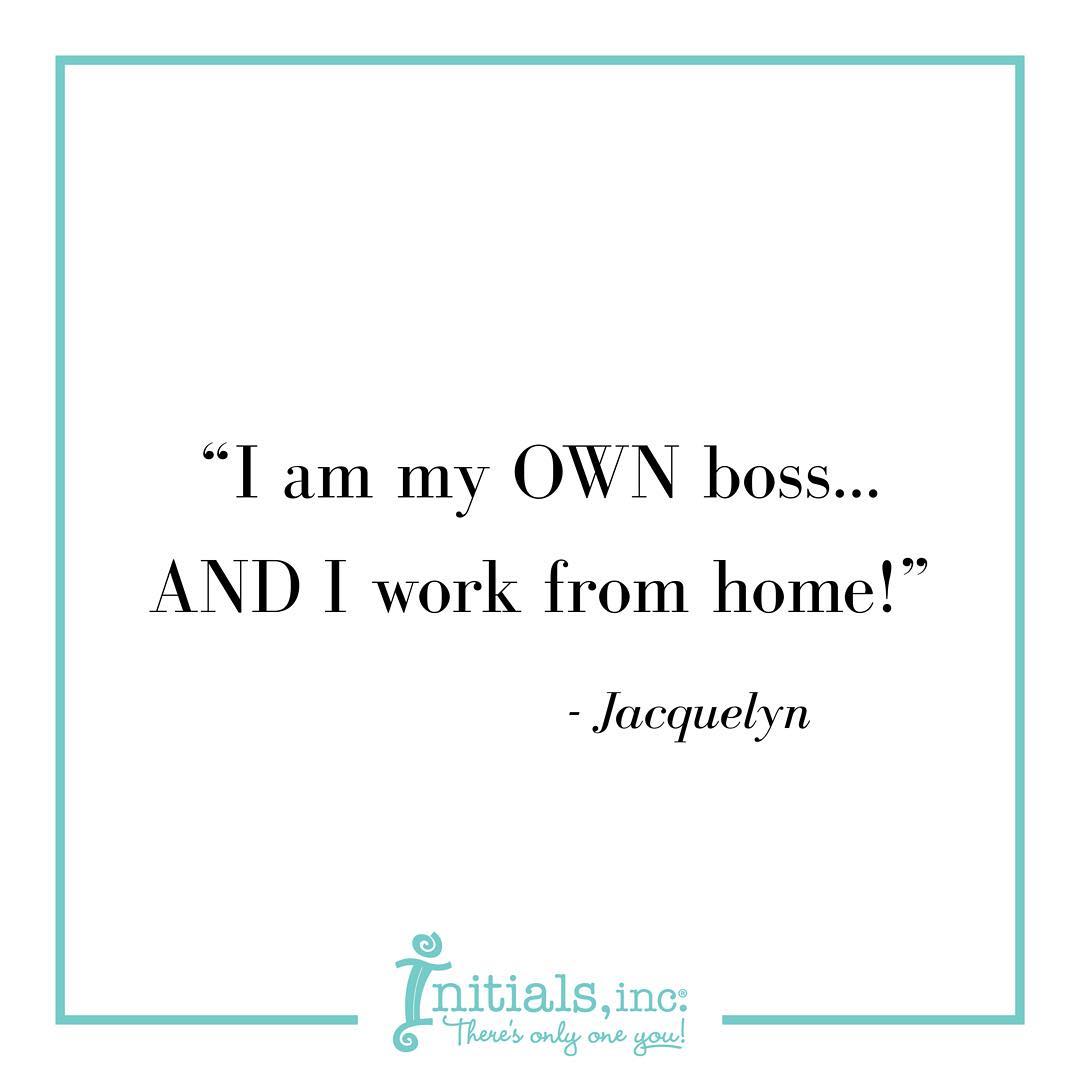 “I am my OWN boss...
AND I work from home!”
- Jacquelyn
Initials, inc.®
There's only one you!